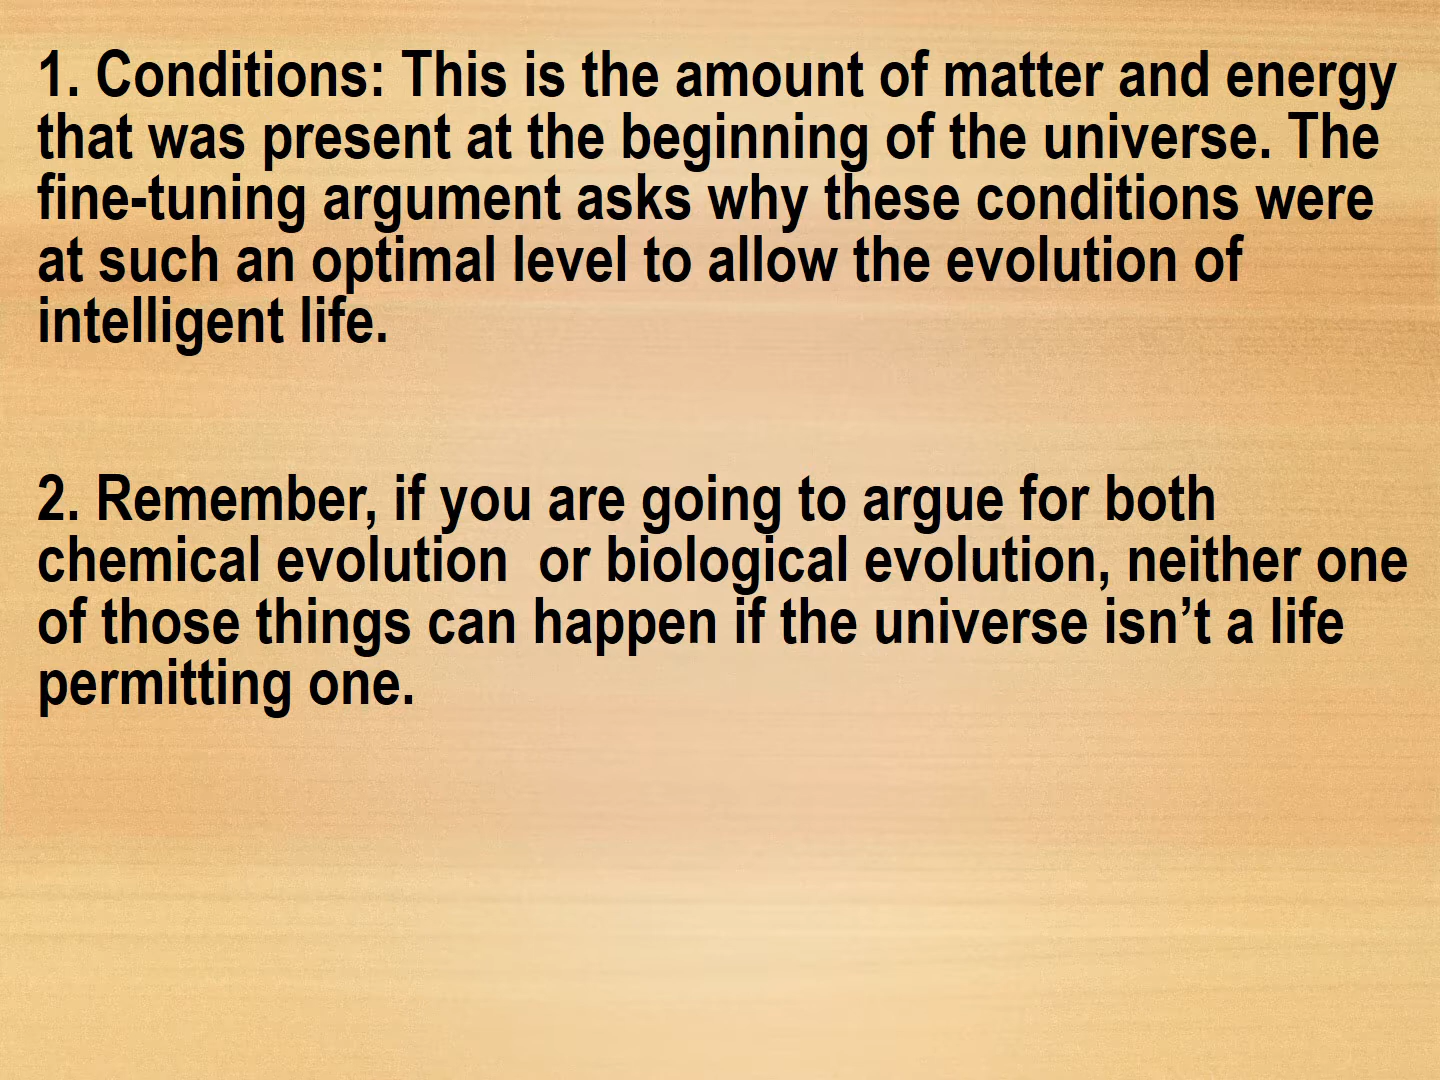 1. Conditions: This is the amount of matter and energy
that was present at the beginning of the universe. The
fine-tuning argument asks why these conditions were
at such an optimal level to allow the evolution of
intelligent life.
2. Remember, if you are going to argue for both
chemical evolution  or biological evolution, neither one
of those things can happen if the universe isn’t a life
permitting one.